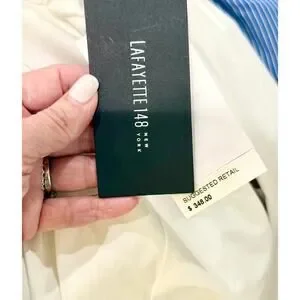 LAFAYETTE 148
NEW
YORK
SUGGESTED RETAIL
$ 348.00